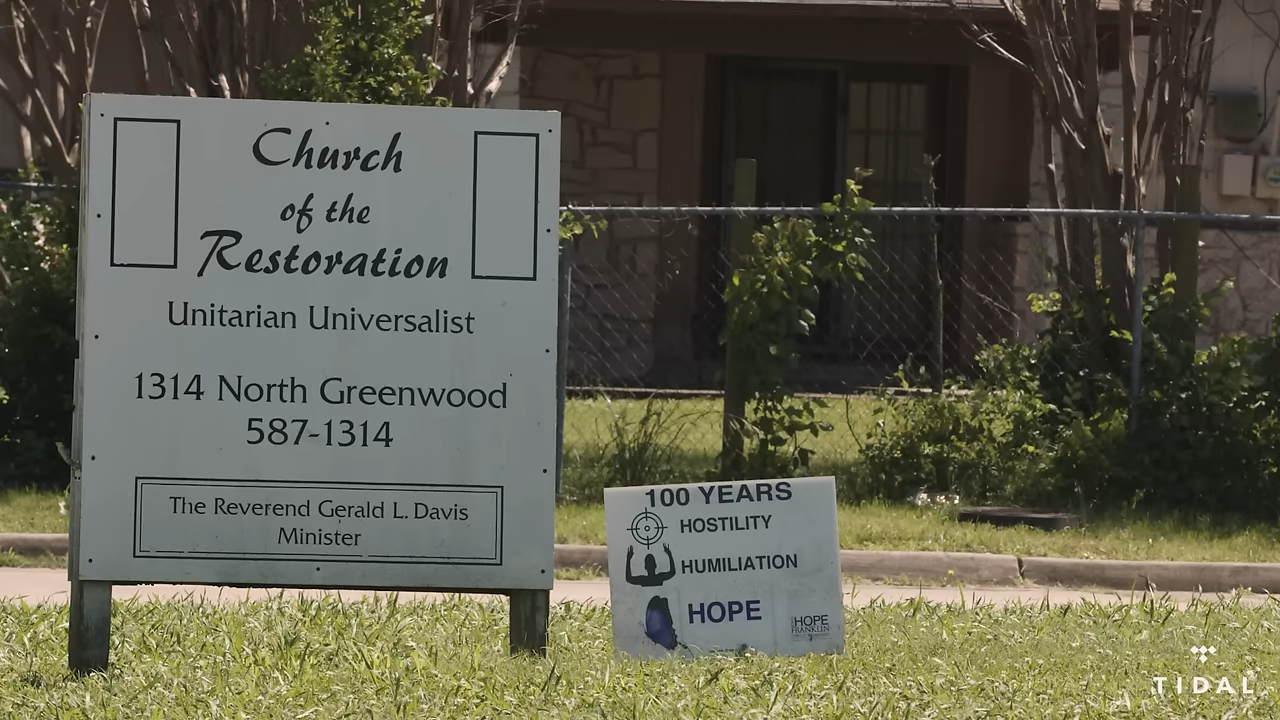 Church
of the
Restoration
Unitarian Universalist
1314 North Greenwood
587-1314
The Reverend Gerald L. Davis
Minister
100 YEARS
HOSTILITY
HUMILIATION
HOPE
HOPE
FRANKLIN
TIDAL